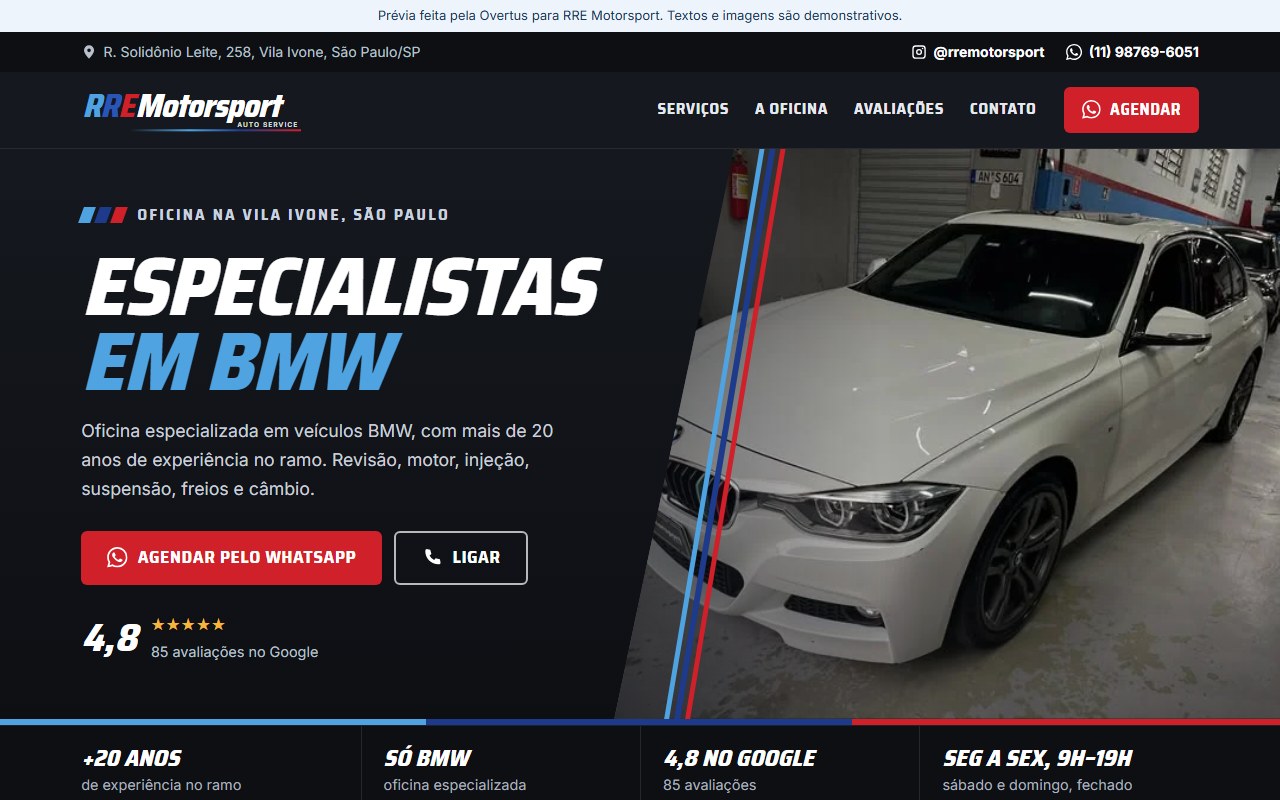 Prévia feita pela Overtus para RRE Motorsport. Textos e imagens são demonstrativos.
R. Solidônio Leite, 258, Vila Ivone, São Paulo/SP
@rremotorsport
(11) 98769-6051
RREMotorsport
AUTO SERVICE
SERVIÇOS
A OFICINA
AVALIAÇÕES
CONTATO
AGENDAR
OFICINA NA VILA IVONE, SÃO PAULO
ESPECIALISTAS
EM BMW
Oficina especializada em veículos BMW, com mais de 20
anos de experiência no ramo. Revisão, motor, injeção,
suspensão, freios e câmbio.
AGENDAR PELO WHATSAPP
LIGAR
4,8
★★★★★
85 avaliações no Google
+20 ANOS
de experiência no ramo
SÓ BMW
oficina especializada
4,8 NO GOOGLE
85 avaliações
SEG A SEX, 9H–19H
sábado e domingo, fechado